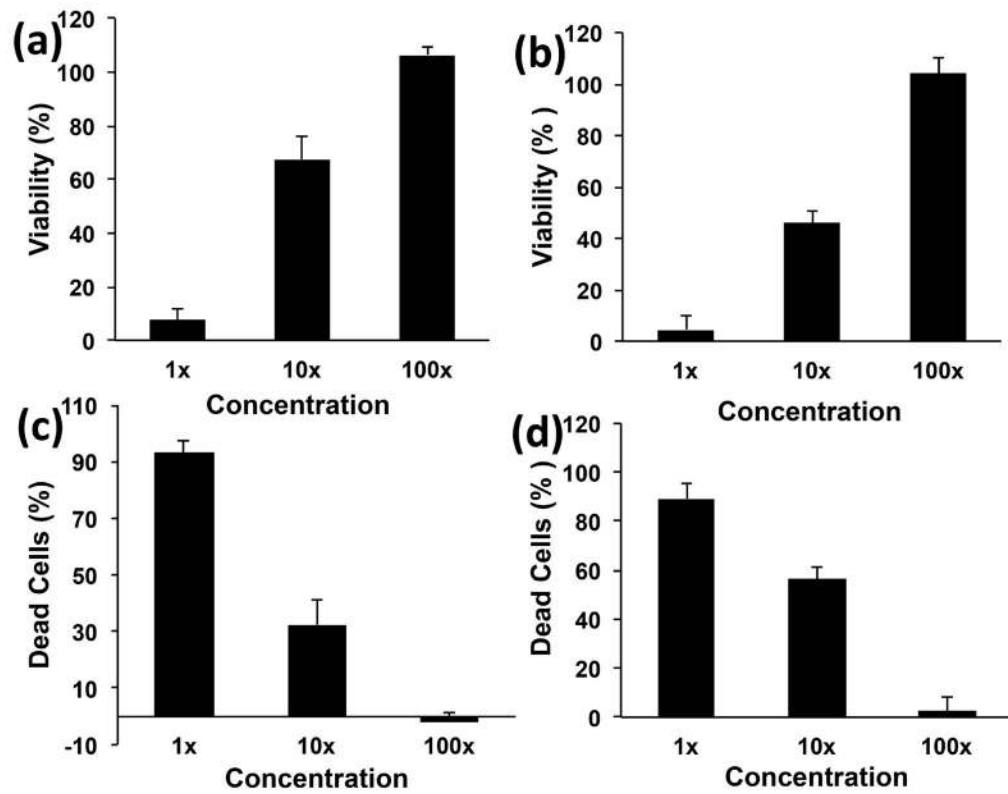 (a)
Viability (%)
120
100
80
60
40
20
0
1x 10x 100x
Concentration
(b)
Viability (% )
120
100
80
60
40
20
0
1x 10x 100x
Concentration
(c)
Dead Cells (%)
110
90
70
50
30
10
-10
1x 10x 100x
Concentration
(d)
Dead Cells (% )
120
100
80
60
40
20
0
1x 10x 100x
Concentration